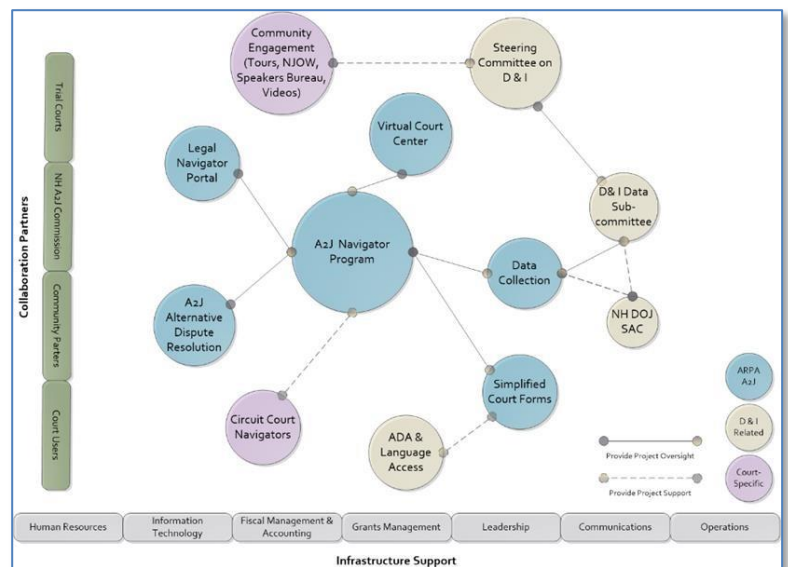 Community
Engagement
(Tours, NJOW,
Speakers Bureau,
Videos)
Steering
Committee on
D & I
Virtual Court
Center
Legal
Navigator
Portal
D& I Data
Sub-
committee
A2J Navigator
Program
Data
Collection
A2J
Alternative
Dispute
Resolution
NH DOJ
SAC
Simplified
Court Forms
Circuit Court
Navigators
ADA &
Language
Access
Collaboration Partners
Trial Courts
NH A2J Commission
Community Parters
Court Users
ARPA
A2J
D & I
Related
Court-
Specific
Provide Project Oversight
Provide Project Support
Human Resources
Information
Technology
Fiscal Management &
Accounting
Grants Management
Leadership
Communications
Operations
Infrastructure Support